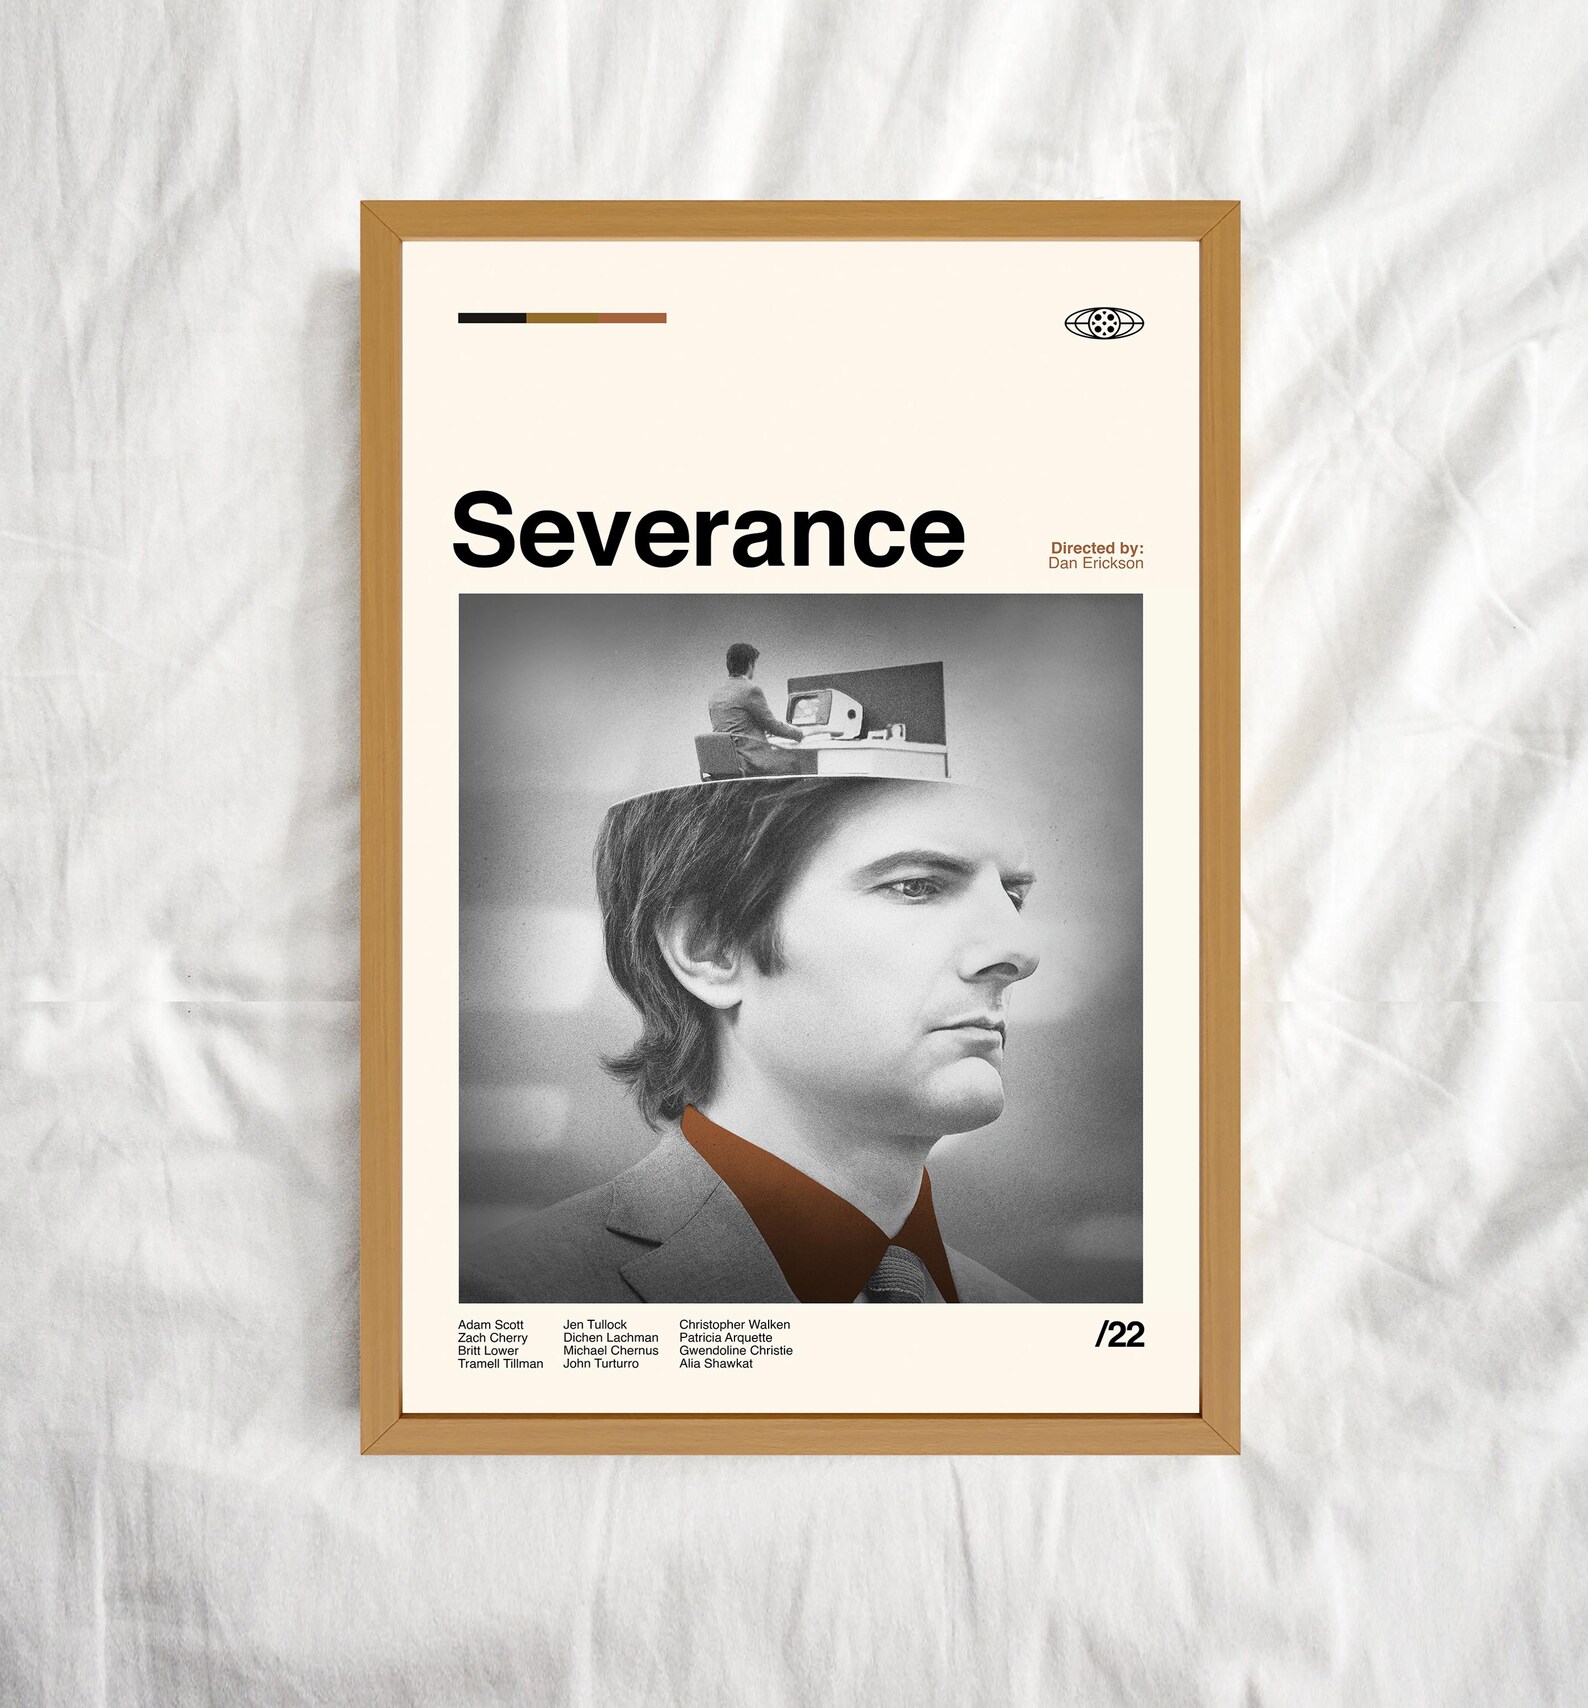 Severance
Directed by:
Dan Erickson
Adam Scott
Zach Cherry
Britt Lower
Tramell Tillman
Jen Tullock
Dichen Lachman
Michael Chernus
John Turturro
Christopher Walken
Patricia Arquette
Gwendoline Christie
Alia Shawkat
/22